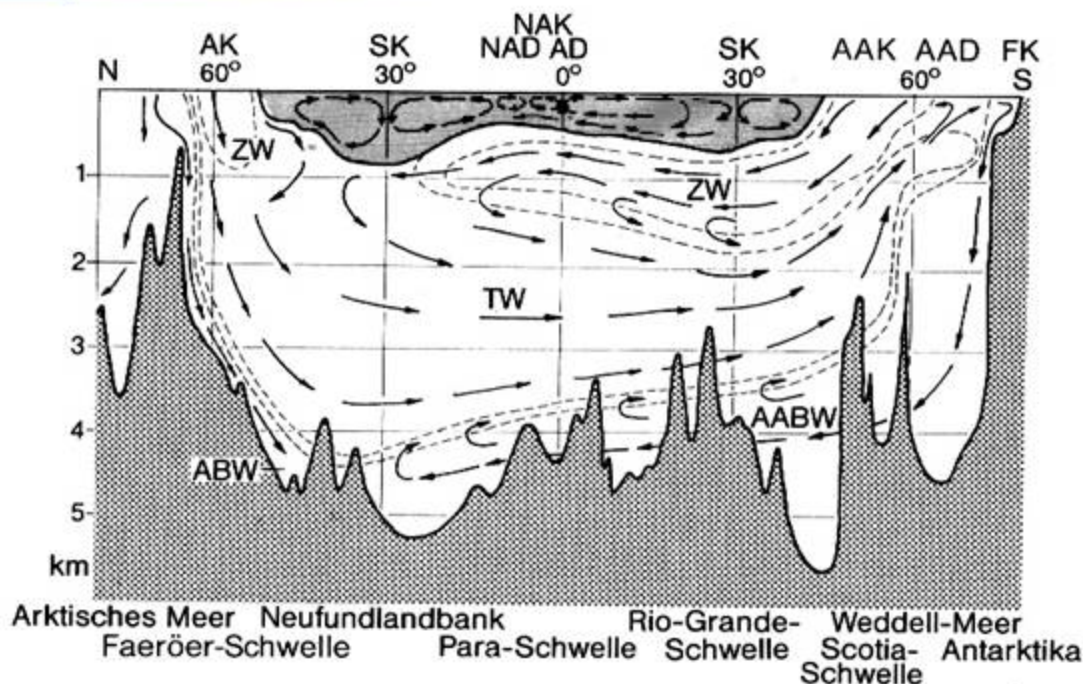 NAK
AK SK NAD AD SK AAK AAD FK
N 60° 30° 0° 30° 60° S
ZW
1
ZW
2
TW
3
AABW
4
ABW
5
km
Arktisches Meer Neufundlandbank Rio-Grande- Weddell-Meer
Faeröer-Schwelle Para-Schwelle Schwelle Scotia- Antarktika
Schwelle